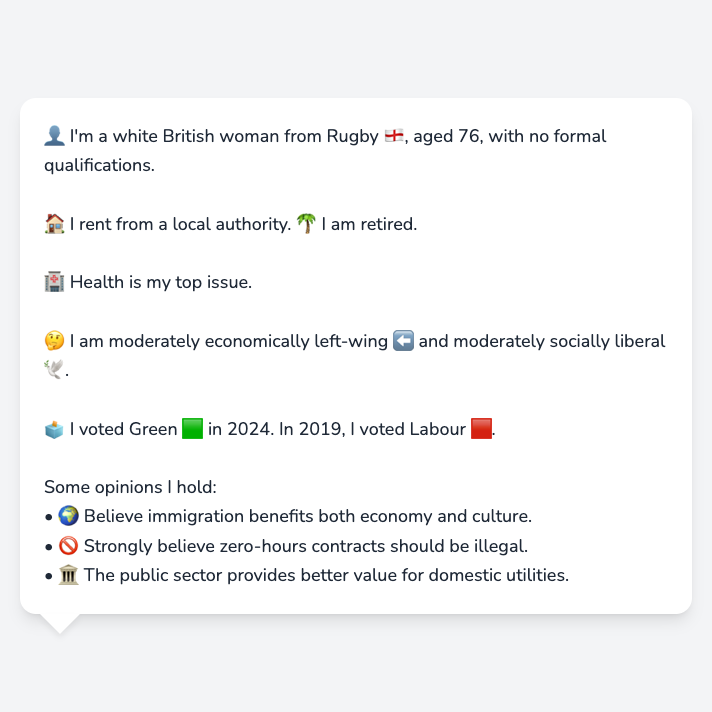 👤 I'm a white British woman from Rugby 🏴󠁧󠁢󠁥󠁮󠁧󠁿, aged 76, with no formal
qualifications.
🏠 I rent from a local authority. 🌴 I am retired.
🏥 Health is my top issue.
🤔 I am moderately economically left-wing ⬅️ and moderately socially liberal
🕊️.
🗳️ I voted Green 🟩 in 2024. In 2019, I voted Labour 🟥.
Some opinions I hold:
• 🌍 Believe immigration benefits both economy and culture.
• 🚫 Strongly believe zero-hours contracts should be illegal.
• 🏛️ The public sector provides better value for domestic utilities.